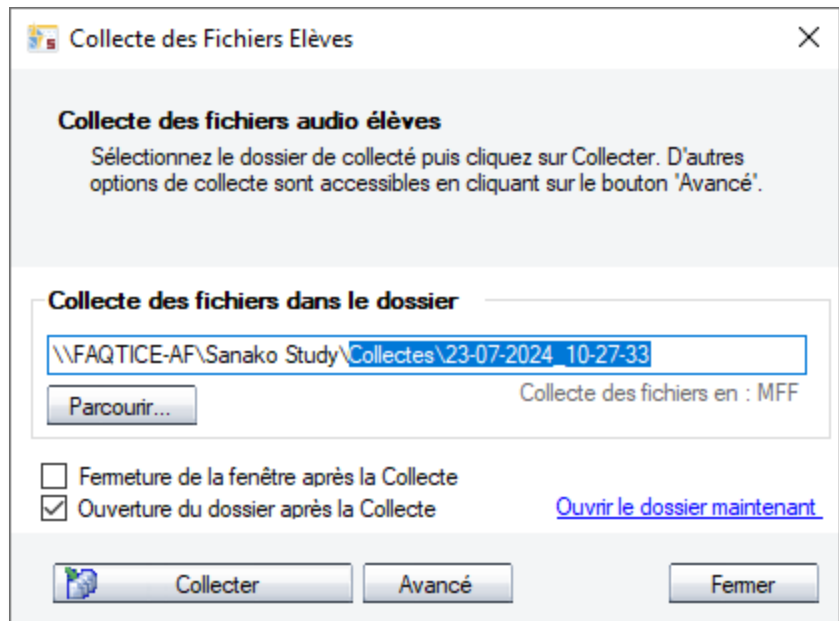 Collecte des Fichiers Elèves
Collecte des fichiers audio élèves
Sélectionnez le dossier de collecté puis cliquez sur Collecter. D'autres
options de collecte sont accessibles en cliquant sur le bouton 'Avancé'.
Collecte des fichiers dans le dossier
\\FAQTICE-AF\Sanako Study\Collectes\23-07-2024_10-27-33
Parcourir...
Collecte des fichiers en : MFF
Fermeture de la fenêtre après la Collecte
Ouverture du dossier après la Collecte
Ouvrir le dossier maintenant
Collecter
Avancé
Fermer